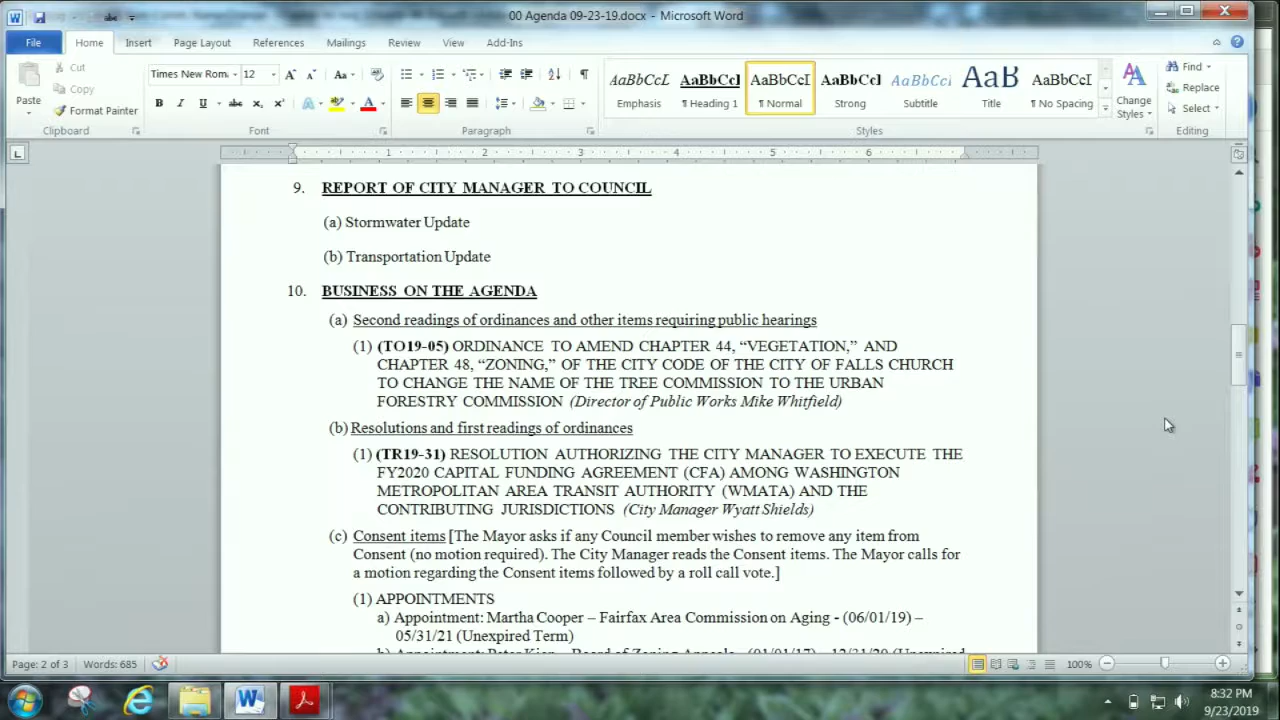 00 Agenda 09-23-19.docx - Microsoft Word
File Home Insert Page Layout References Mailings Review View Add-Ins
Paste
Cut
Copy
Format Painter
Clipboard
Times New Rom 12
Font
Paragraph
AaBbCcL AaBbCcI AaBbCcI AaBbCcI AaBbCcI AaB AaBbCcI
Emphasis ¶ Heading 1 ¶ Normal Strong Subtitle Title ¶ No Spacing
Styles
Change
Styles
Find
Replace
Select
Editing
1 2 3 4 5 6
9. REPORT OF CITY MANAGER TO COUNCIL
(a) Stormwater Update
(b) Transportation Update
10. BUSINESS ON THE AGENDA
(a) Second readings of ordinances and other items requiring public hearings
(1) (TO19-05) ORDINANCE TO AMEND CHAPTER 44, “VEGETATION,” AND
CHAPTER 48, “ZONING,” OF THE CITY CODE OF THE CITY OF FALLS CHURCH
TO CHANGE THE NAME OF THE TREE COMMISSION TO THE URBAN
FORESTRY COMMISSION (Director of Public Works Mike Whitfield)
(b) Resolutions and first readings of ordinances
(1) (TR19-31) RESOLUTION AUTHORIZING THE CITY MANAGER TO EXECUTE THE
FY2020 CAPITAL FUNDING AGREEMENT (CFA) AMONG WASHINGTON
METROPOLITAN AREA TRANSIT AUTHORITY (WMATA) AND THE
CONTRIBUTING JURISDICTIONS (City Manager Wyatt Shields)
(c) Consent items [The Mayor asks if any Council member wishes to remove any item from
Consent (no motion required). The City Manager reads the Consent items. The Mayor calls for
a motion regarding the Consent items followed by a roll call vote.]
(1) APPOINTMENTS
a) Appointment: Martha Cooper – Fairfax Area Commission on Aging - (06/01/19) –
05/31/21 (Unexpired Term)
Page: 2 of 3 Words: 685 100%
8:32 PM
9/23/2019